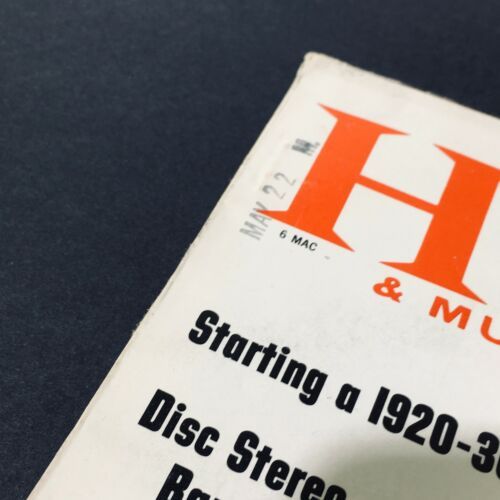 MAY 22
H
6 MAC
& MU
Starting a 1920-3
Disc Stereo